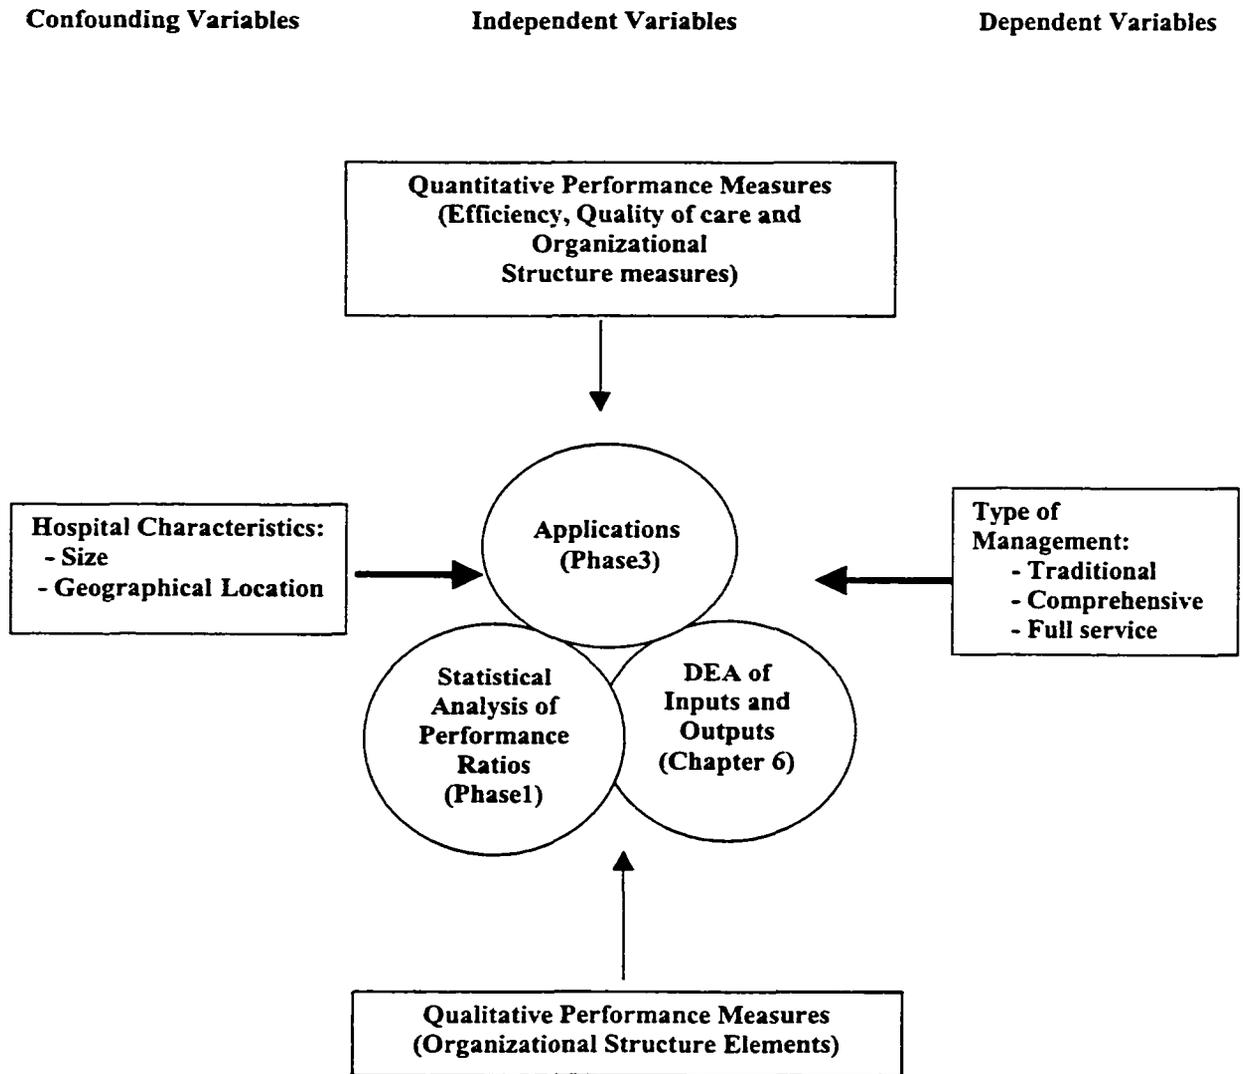 Confounding Variables
Independent Variables
Dependent Variables
Quantitative Performance Measures
(Efficiency, Quality of care and
Organizational
Structure measures)
Hospital Characteristics:
- Size
- Geographical Location
Applications
(Phase3)
Type of
Management:
- Traditional
- Comprehensive
- Full service
Statistical
Analysis of
Performance
Ratios
(Phase1)
DEA of
Inputs and
Outputs
(Chapter 6)
Qualitative Performance Measures
(Organizational Structure Elements)